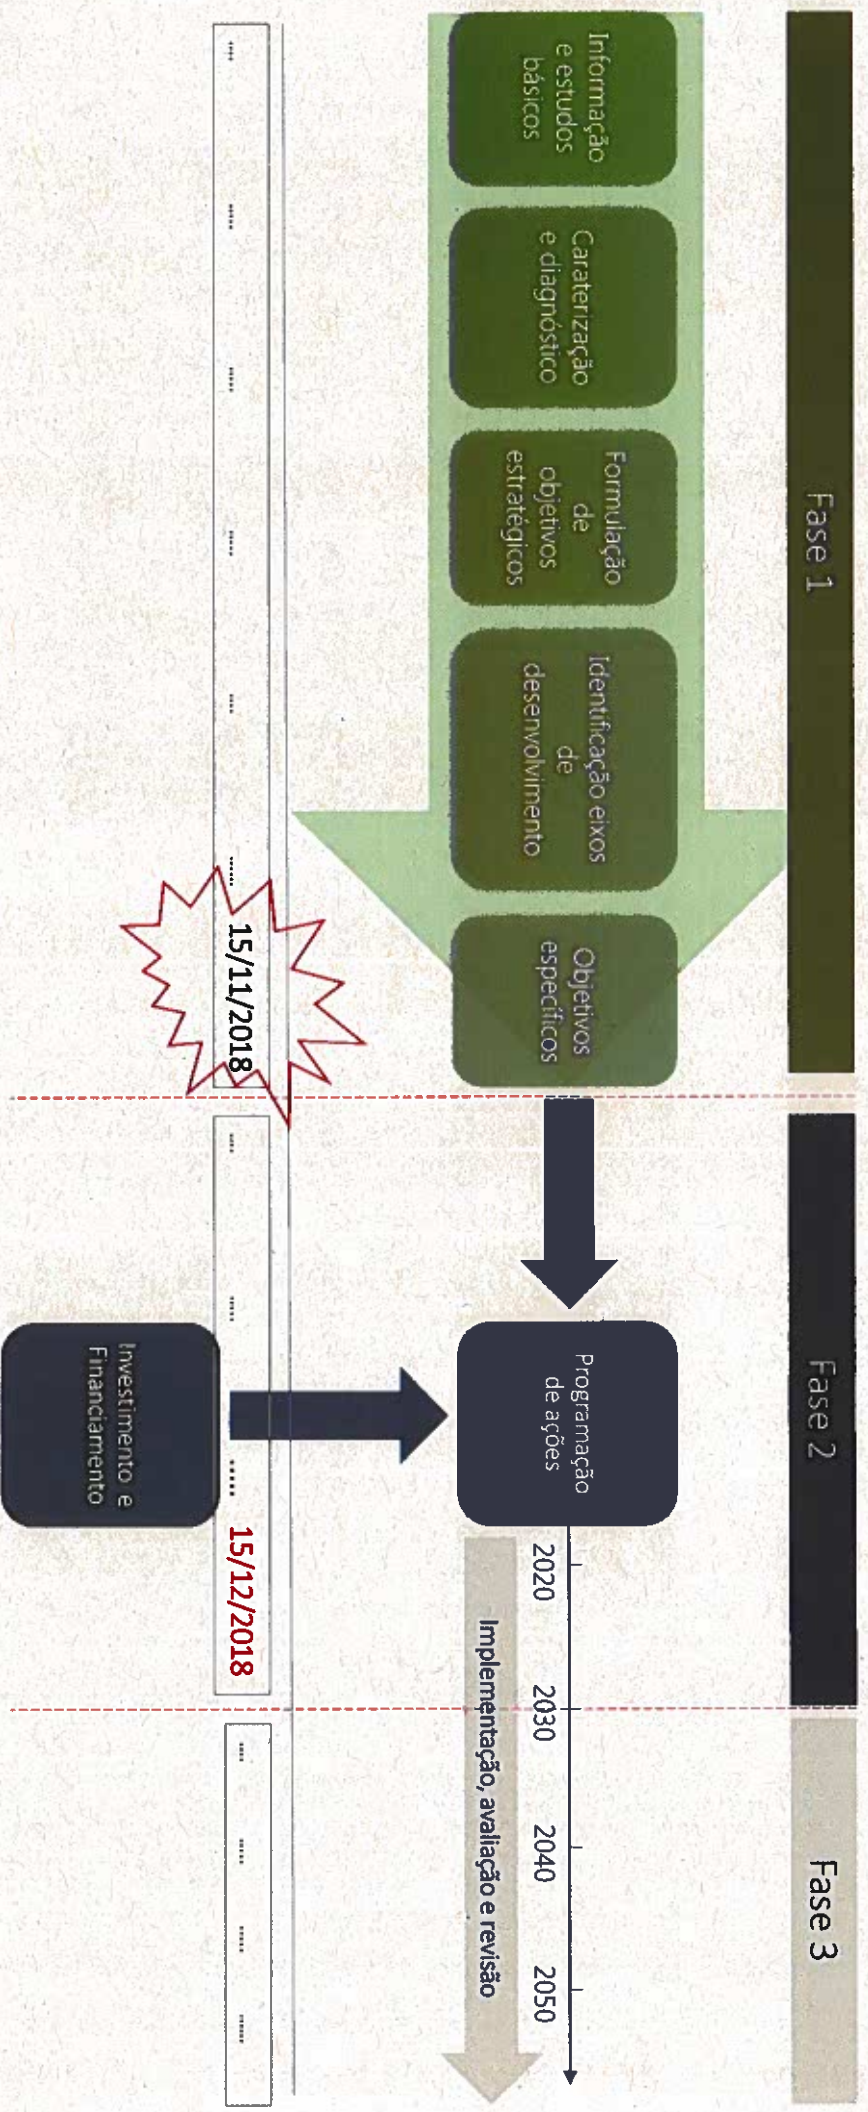 Fase 1
Fase 2
Fase 3
Informação
e estudos
básicos
Caraterização
e diagnóstico
Formulação
de
objetivos
estratégicos
Identificação eixos
de
desenvolvimento
Objetivos
específicos
Programação
de ações
2020
2030
2040
2050
Implementação, avaliação e revisão
15/11/2018
15/12/2018
Investimento e
Financiamento